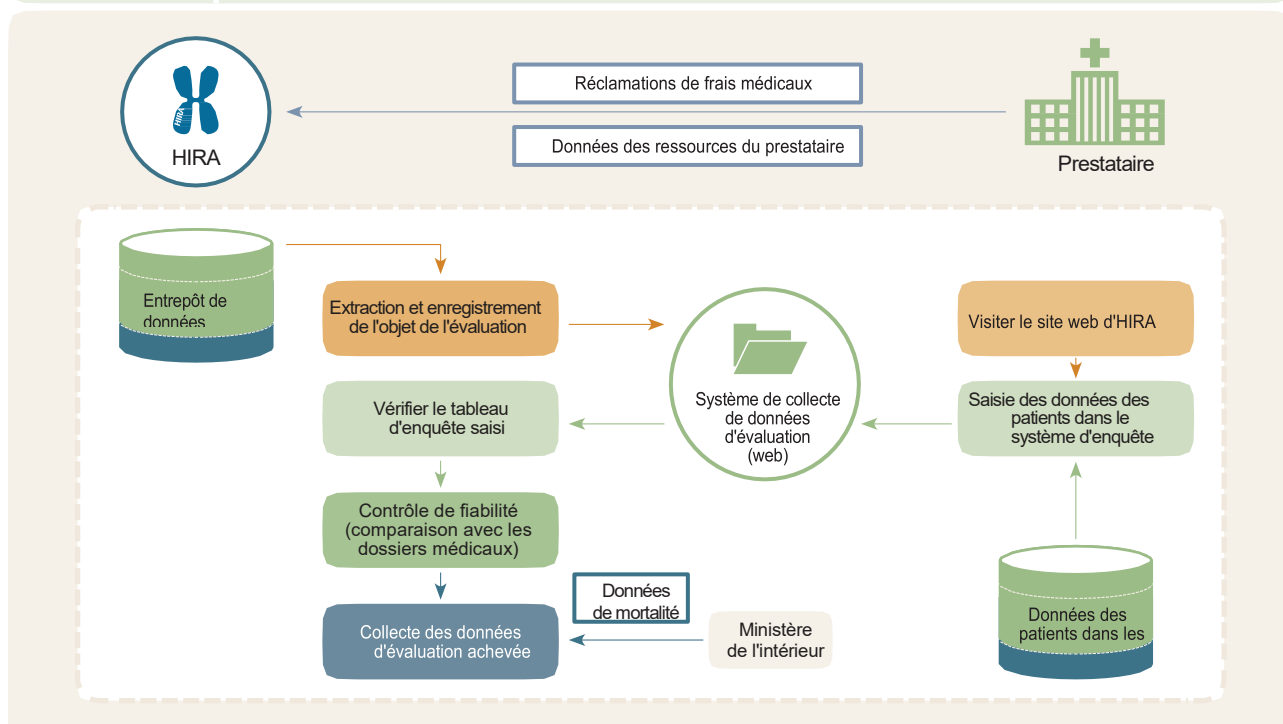 Réclamations de frais médicaux
HIRA
HIRA
Données des ressources du prestataire
Prestataire
Entrepôt de
données
Extraction et enregistrement
de l'objet de l'évaluation
Visiter le site web d'HIRA
Système de collecte
de données
d'évaluation
(web)
Vérifier le tableau
d'enquête saisi
Saisie des données des
patients dans le
système d'enquête
Contrôle de fiabilité
(comparaison avec les
dossiers médicaux)
Données
de mortalité
Collecte des données
d'évaluation achevée
Ministère
de l'intérieur
Données des
patients dans les